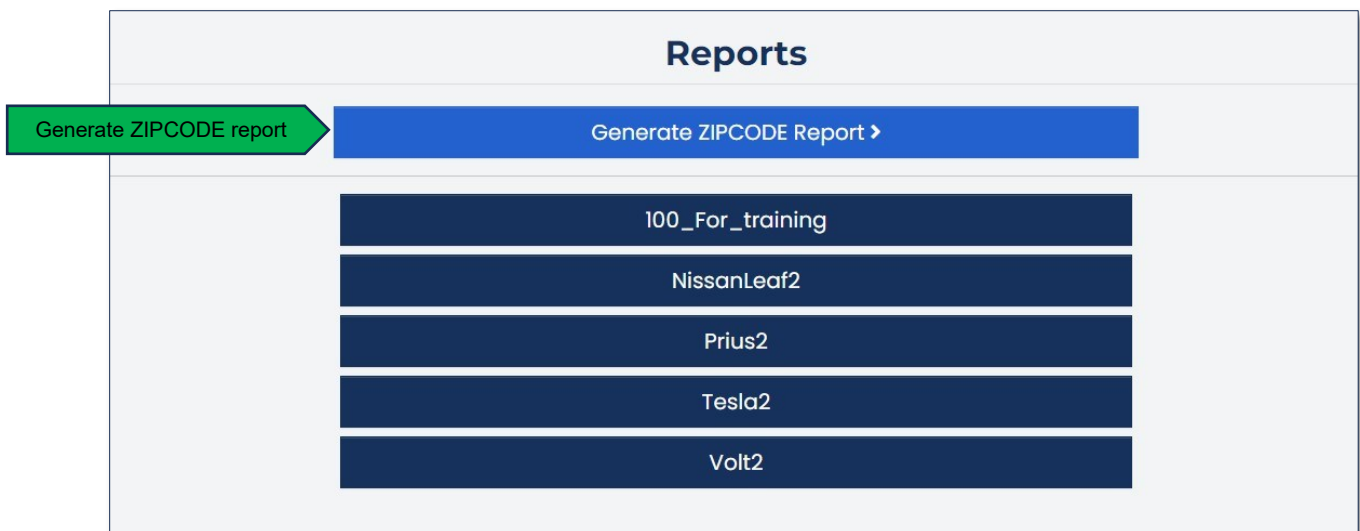 Reports
Generate ZIPCODE report
Generate ZIPCODE Report >
100_For_training
NissanLeaf2
Prius2
Tesla2
Volt2